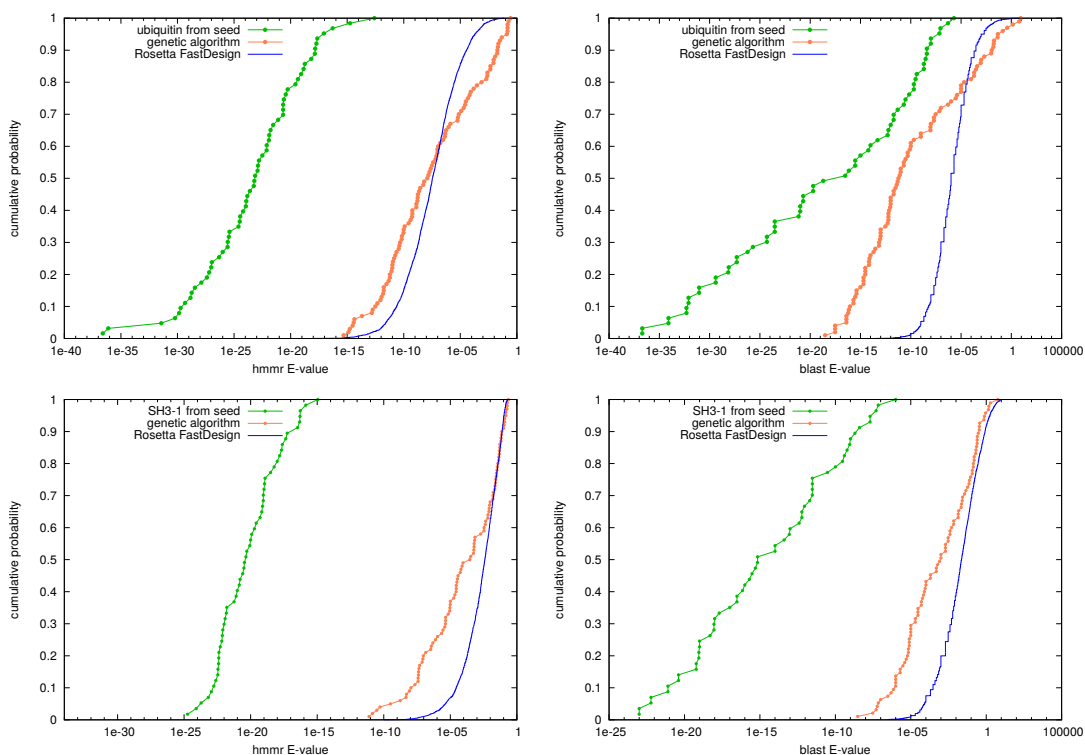 1
0.9
0.8
0.7
0.6
0.5
0.4
0.3
0.2
0.1
0
cumulative probability
ubiquitin from seed
genetic algorithm
Rosetta FastDesign
1e-40 1e-35 1e-30 1e-25 1e-20 1e-15 1e-10 1e-05 1
hmmr E-value
1
0.9
0.8
0.7
0.6
0.5
0.4
0.3
0.2
0.1
0
cumulative probability
ubiquitin from seed
genetic algorithm
Rosetta FastDesign
1e-40 1e-35 1e-30 1e-25 1e-20 1e-15 1e-10 1e-05 1 100000
blast E-value
1
0.9
0.8
0.7
0.6
0.5
0.4
0.3
0.2
0.1
0
cumulative probability
SH3-1 from seed
genetic algorithm
Rosetta FastDesign
1e-30 1e-25 1e-20 1e-15 1e-10 1e-05 1
hmmr E-value
1
0.9
0.8
0.7
0.6
0.5
0.4
0.3
0.2
0.1
0
cumulative probability
SH3-1 from seed
genetic algorithm
Rosetta FastDesign
1e-25 1e-20 1e-15 1e-10 1e-05 1 100000
blast E-value